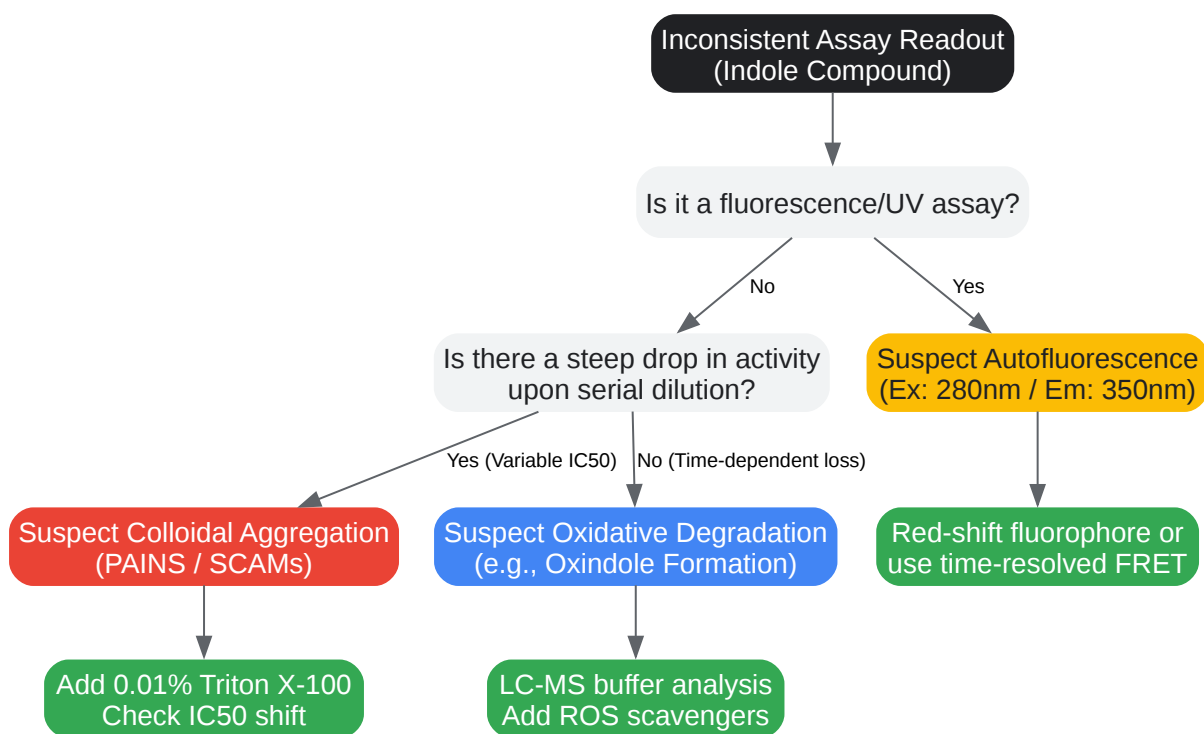 Inconsistent Assay Readout
(Indole Compound)
Is it a fluorescence/UV assay?
No
Yes
Is there a steep drop in activity
upon serial dilution?
Suspect Autofluorescence
(Ex: 280nm / Em: 350nm)
Yes (Variable IC50)
No (Time-dependent loss)
Suspect Colloidal Aggregation
(PAINS / SCAMs)
Suspect Oxidative Degradation
(e.g., Oxindole Formation)
Red-shift fluorophore or
use time-resolved FRET
Add 0.01% Triton X-100
Check IC50 shift
LC-MS buffer analysis
Add ROS scavengers